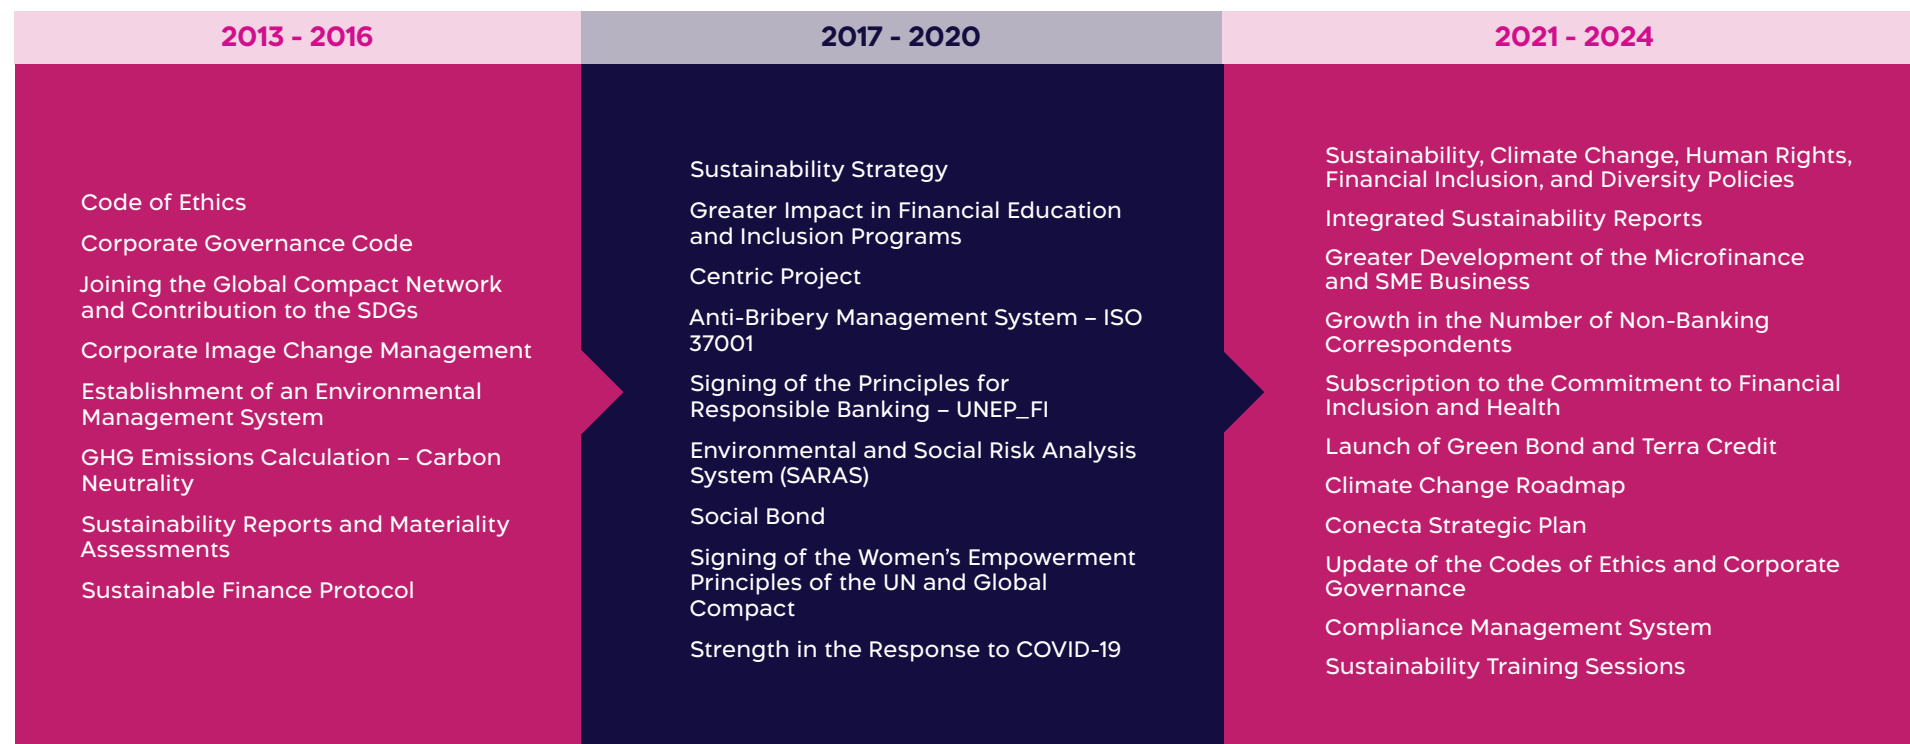 2013 - 2016
Code of Ethics
Corporate Governance Code
Joining the Global Compact Network
and Contribution to the SDGs
Corporate Image Change Management
Establishment of an Environmental
Management System
GHG Emissions Calculation – Carbon
Neutrality
Sustainability Reports and Materiality
Assessments
Sustainable Finance Protocol
2017 - 2020
Sustainability Strategy
Greater Impact in Financial Education
and Inclusion Programs
Centric Project
Anti-Bribery Management System – ISO
37001
Signing of the Principles for
Responsible Banking – UNEP_FI
Environmental and Social Risk Analysis
System (SARAS)
Social Bond
Signing of the Women’s Empowerment
Principles of the UN and Global
Compact
Strength in the Response to COVID-19
2021 - 2024
Sustainability, Climate Change, Human Rights,
Financial Inclusion, and Diversity Policies
Integrated Sustainability Reports
Greater Development of the Microfinance
and SME Business
Growth in the Number of Non-Banking
Correspondents
Subscription to the Commitment to Financial
Inclusion and Health
Launch of Green Bond and Terra Credit
Climate Change Roadmap
Conecta Strategic Plan
Update of the Codes of Ethics and Corporate
Governance
Compliance Management System
Sustainability Training Sessions